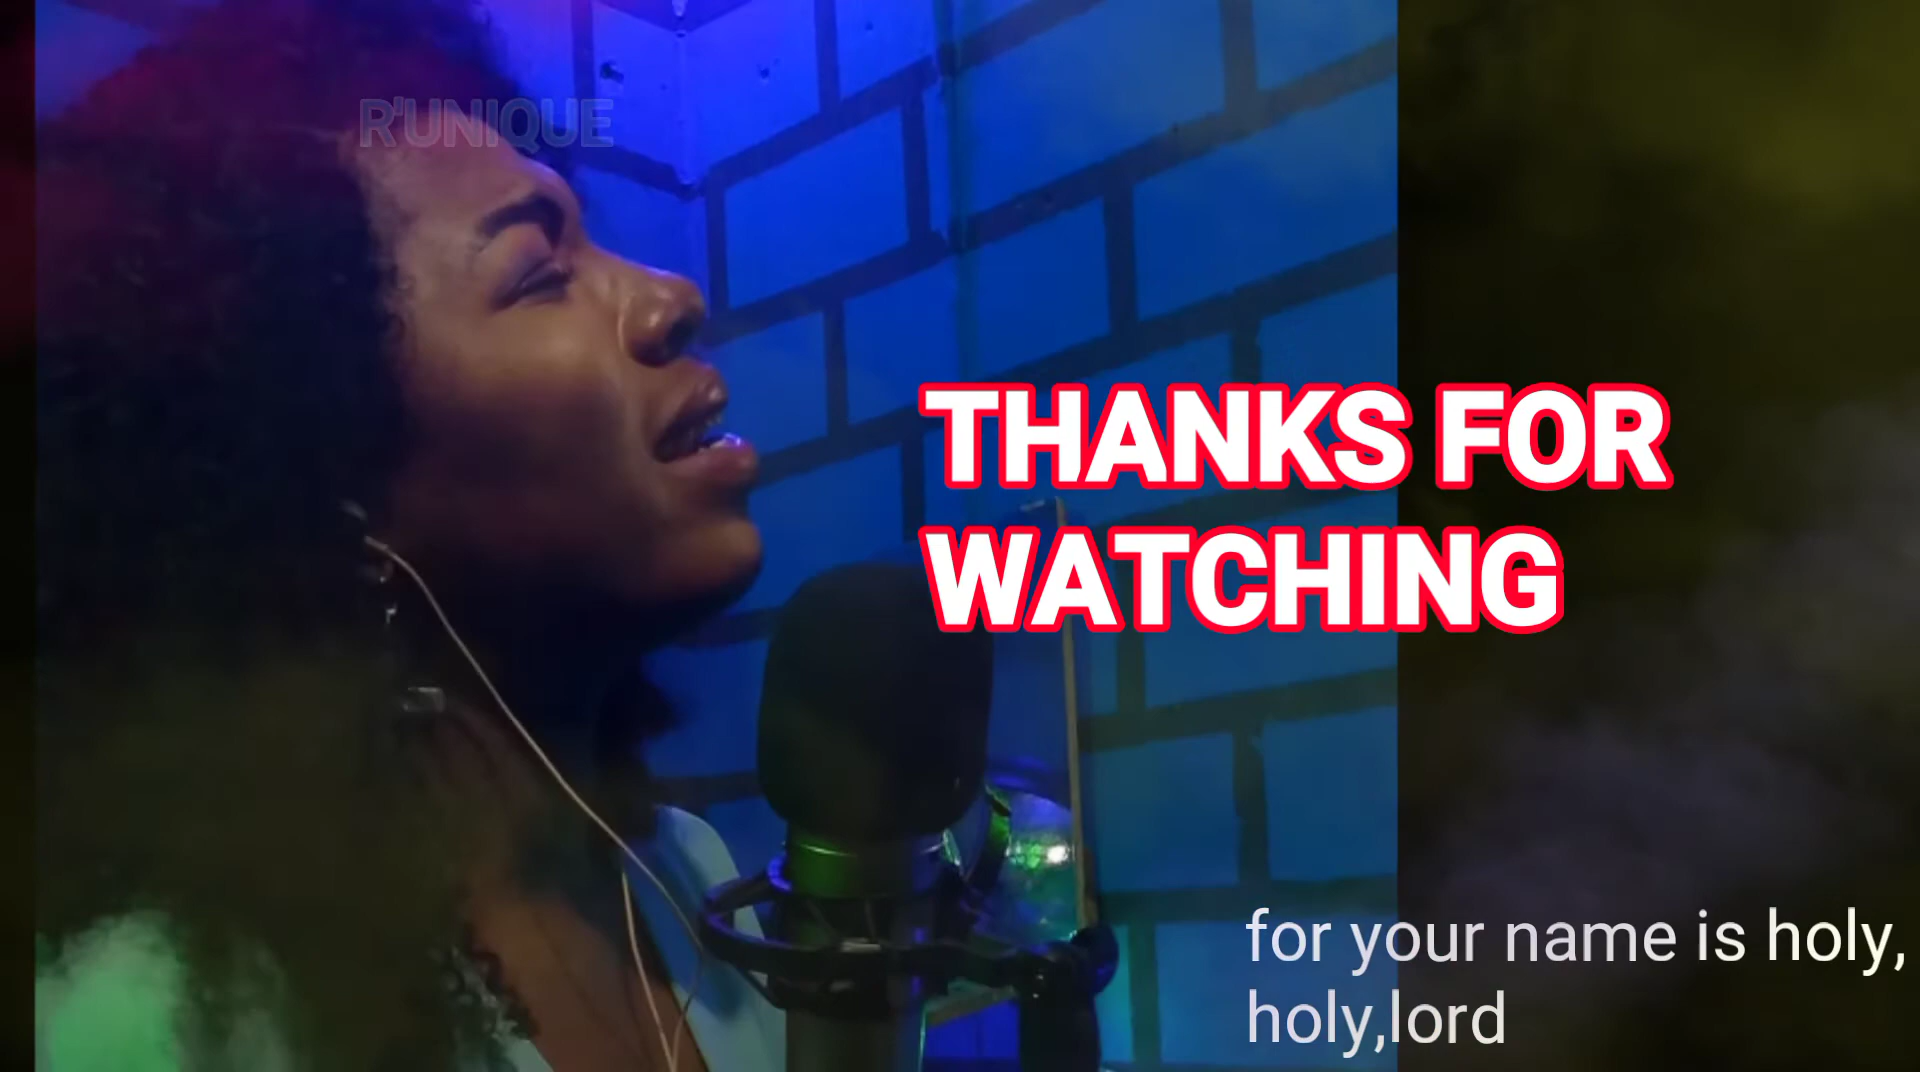 R'UNIQUE
THANKS FOR
WATCHING
for your name is holy,
holy,lord